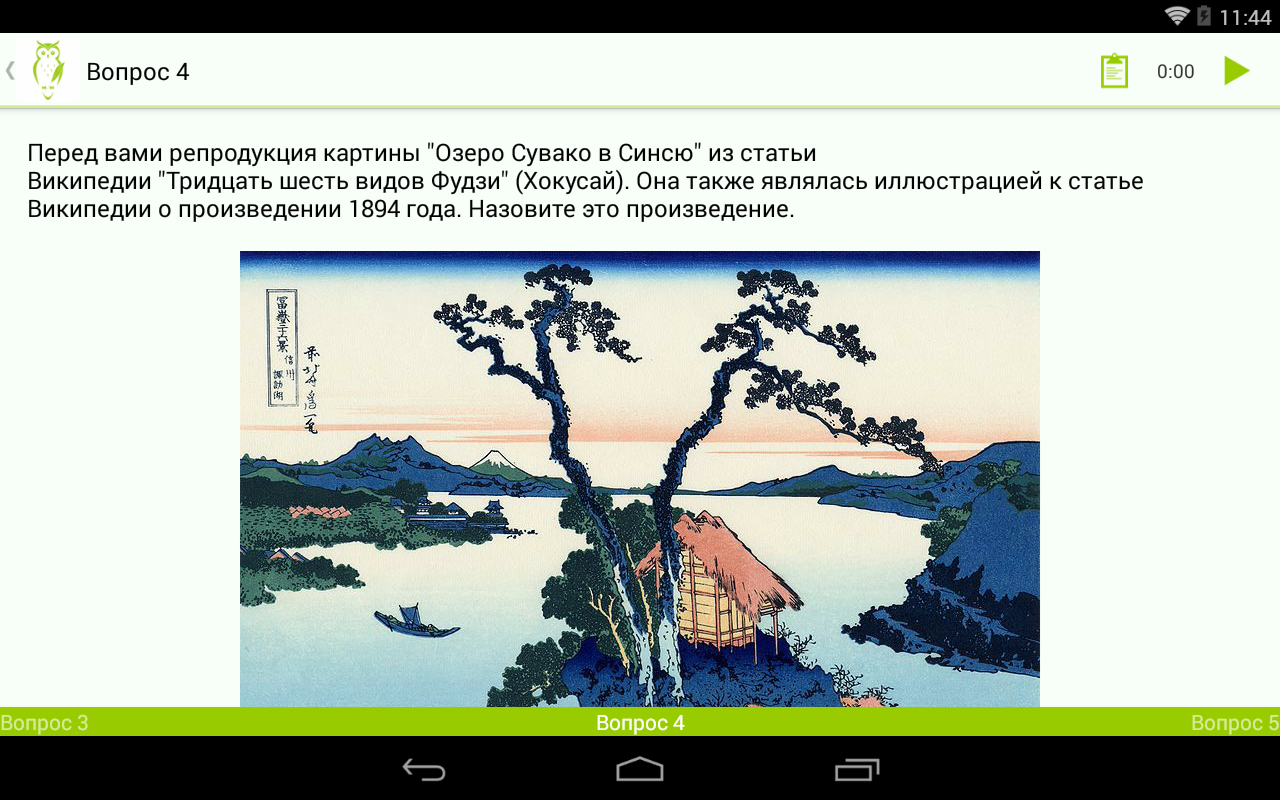 11:44
Вопрос 4
0:00
Перед вами репродукция картины "Озеро Сувако в Синсю" из статьи
Википедии "Тридцать шесть видов Фудзи" (Хокусай). Она также являлась иллюстрацией к статье
Википедии о произведении 1894 года. Назовите это произведение.
冨嶽三十六景
信州
諏訪湖
前北斎為一筆
Вопрос 3
Вопрос 4
Вопрос 5